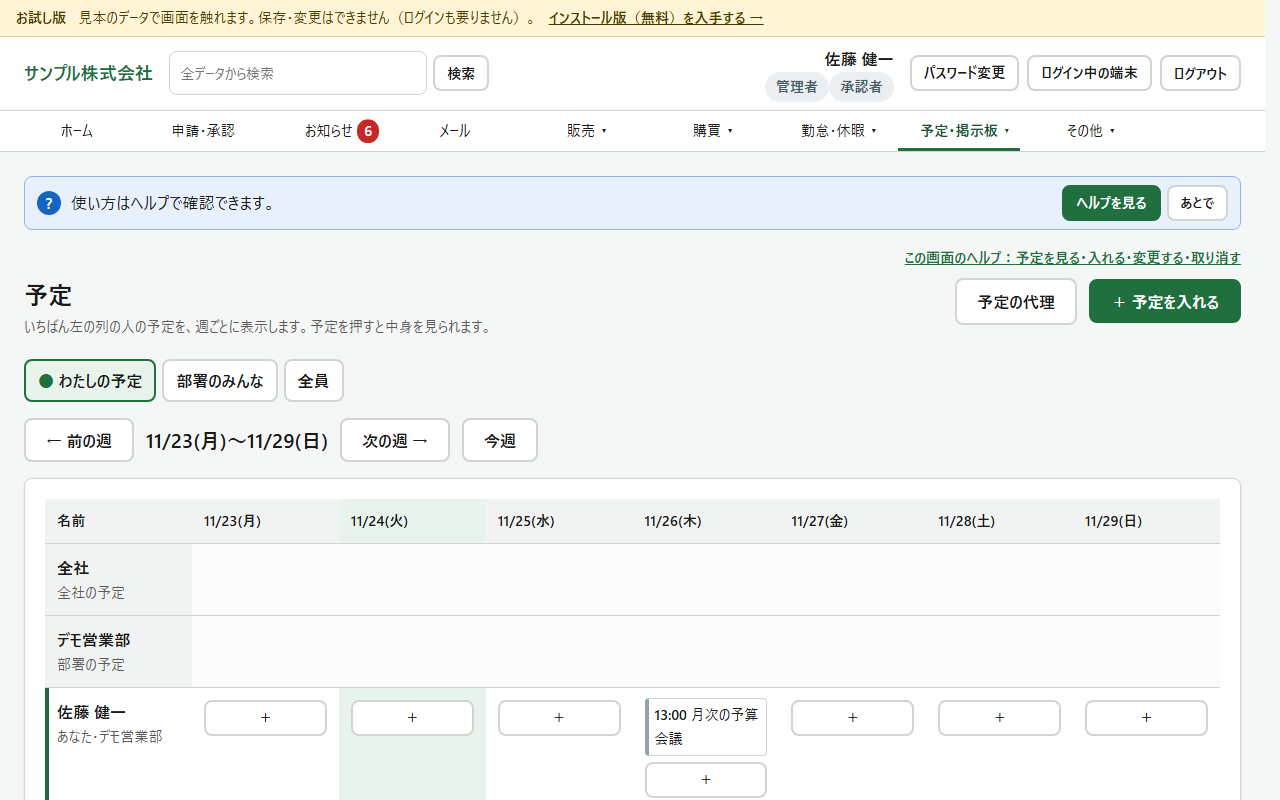 お試し版 見本のデータで画面を触れます。保存・変更はできません（ログインも要りません）。 インストール版（無料）を入手する →
サンプル株式会社 全データから検索 検索 佐藤 健一 管理者 承認者 パスワード変更 ログイン中の端末 ログアウト
ホーム 申請・承認 お知らせ 6 メール 販売 ▾ 購買 ▾ 勤怠・休暇 ▾ 予定・掲示板 ▾ その他 ▾
? 使い方はヘルプで確認できます。 ヘルプを見る あとで
この画面のヘルプ：予定を見る・入れる・変更する・取り消す
予定 予定の代理 ＋ 予定を入れる
いちばん左の列の人の予定を、週ごとに表示します。予定を押すと中身を見られます。
● わたしの予定 部署のみんな 全員
← 前の週 11/23(月)〜11/29(日) 次の週 → 今週
名前 11/23(月) 11/24(火) 11/25(水) 11/26(木) 11/27(金) 11/28(土) 11/29(日)
全社
全社の予定
デモ営業部
部署の予定
佐藤 健一 ＋ ＋ ＋ 13:00 月次の予算 ＋ ＋ ＋
あなた・デモ営業部 会議
＋